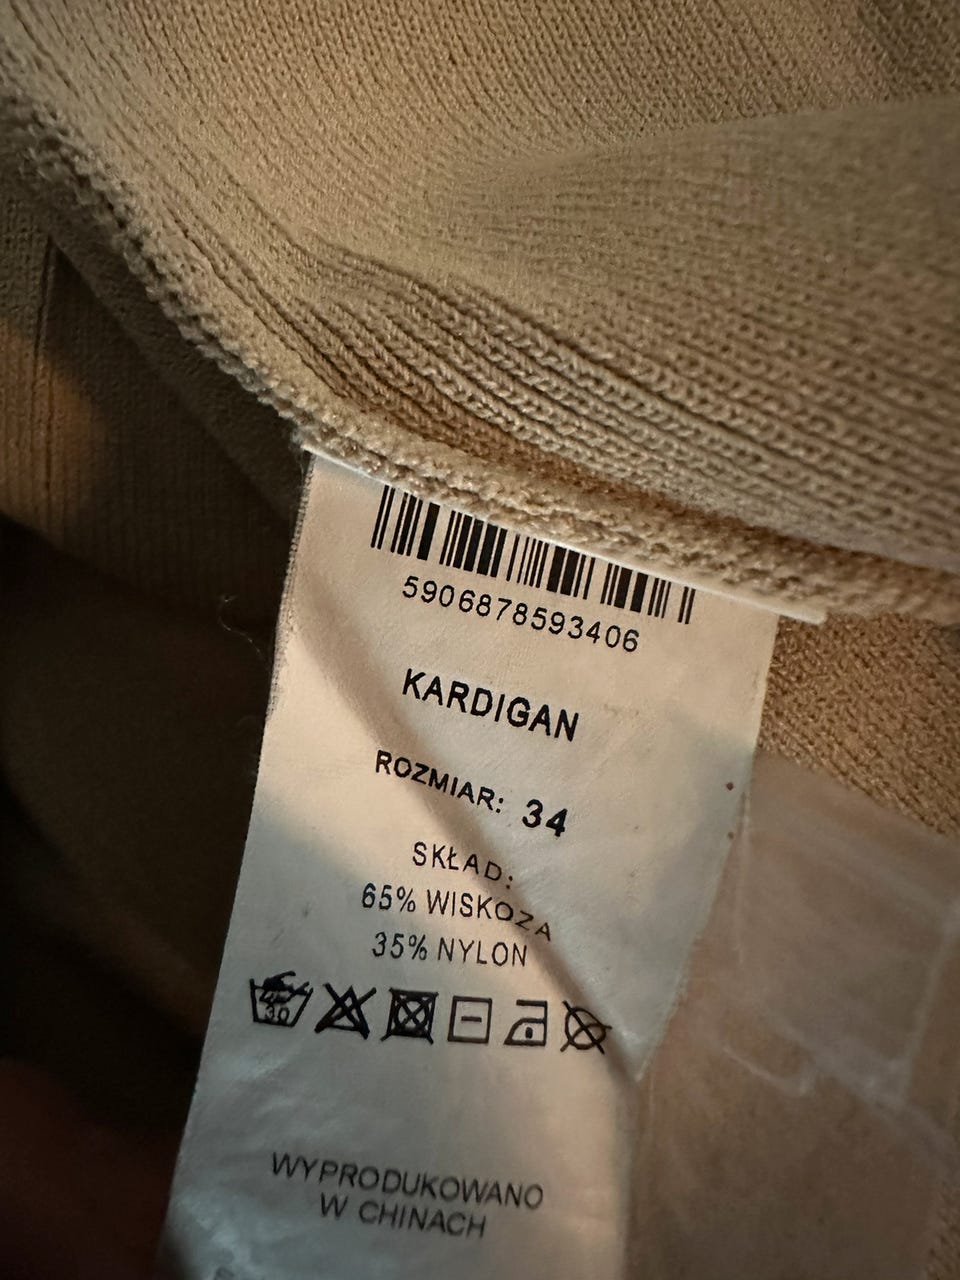 5906878593406
KARDIGAN
ROZMIAR: 34
SKŁAD:
65% WISKOZA
35% NYLON
30
WYPRODUKOWANO
W CHINACH